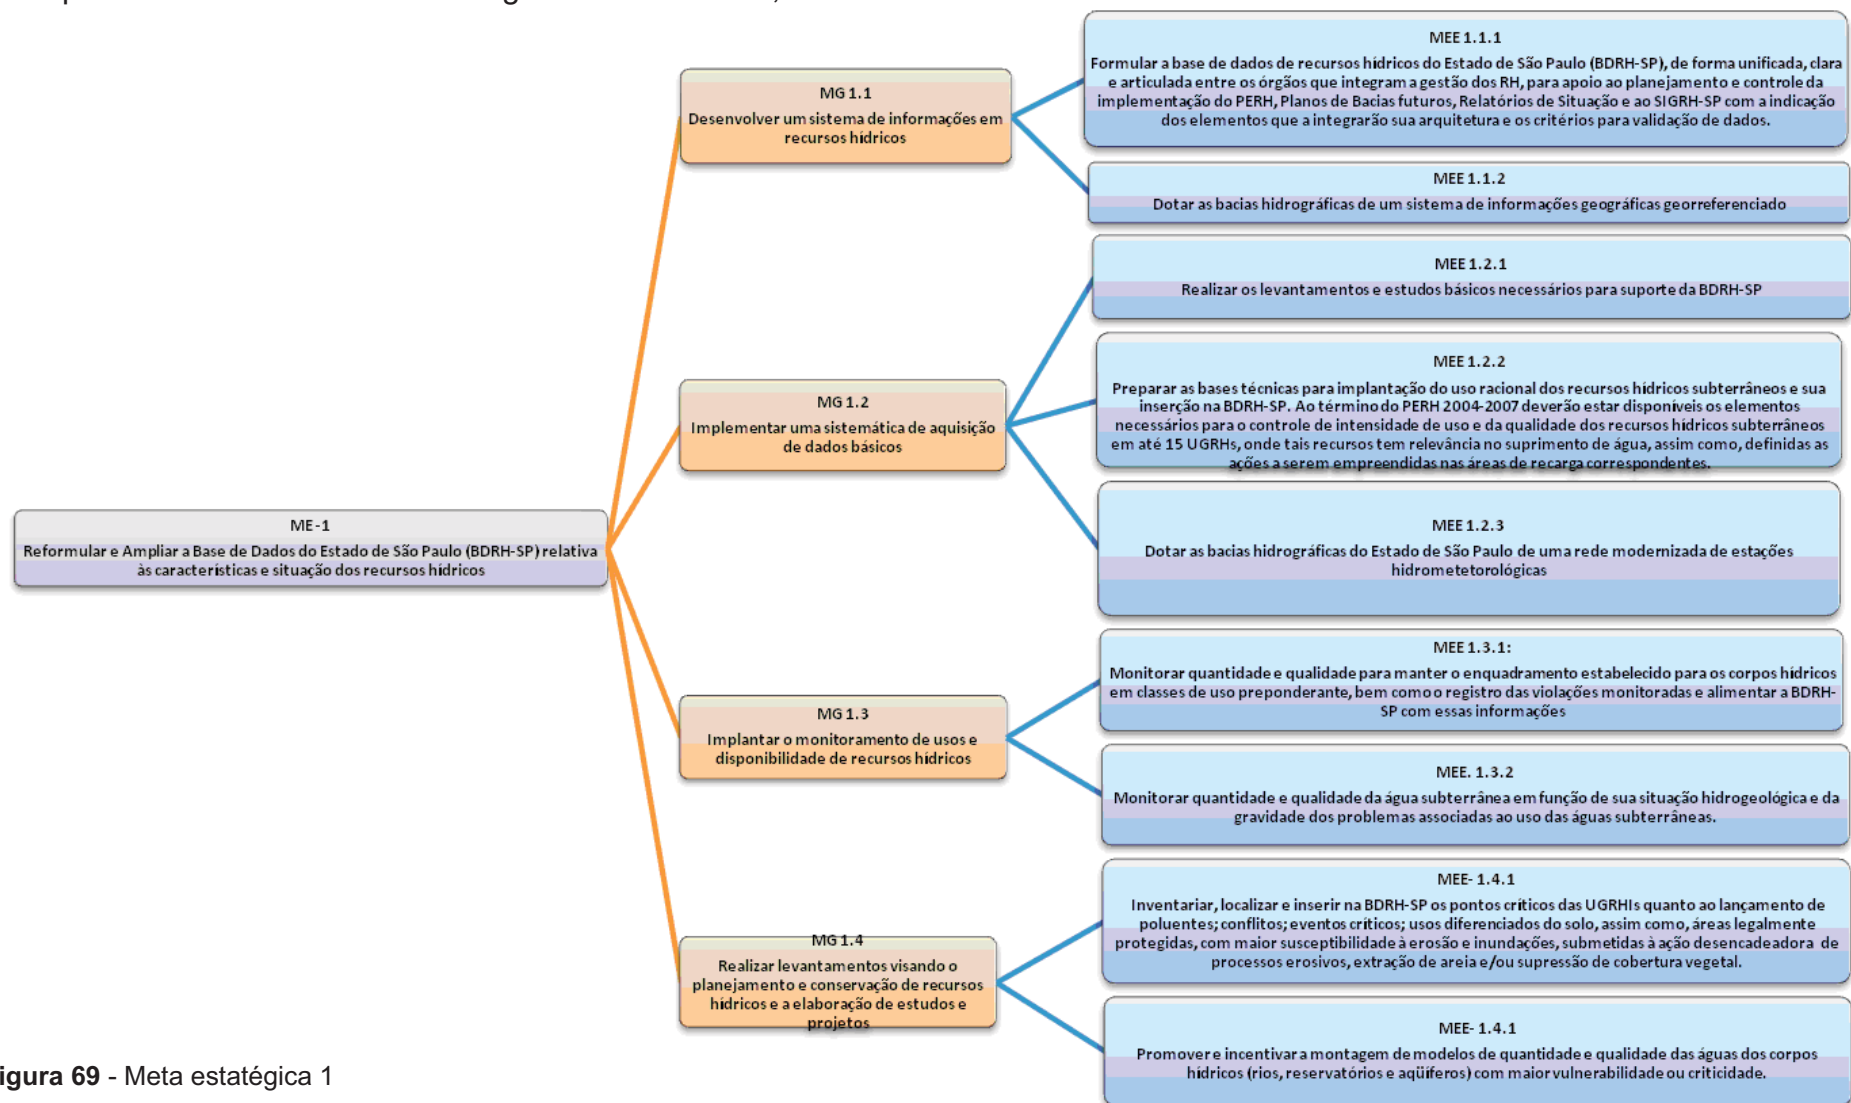 ME-1
Reformular e Ampliar a Base de Dados do Estado de São Paulo (BDRH-SP) relativa
às características e situação dos recursos hídricos
MG 1.1
Desenvolver um sistema de informações em
recursos hídricos
MEE 1.1.1
Formular a base de dados de recursos hídricos do Estado de São Paulo (BDRH-SP), de forma unificada, clara
e articulada entre os órgãos que integram a gestão dos RH, para apoio ao planejamento e controle da
implementação do PERH, Planos de Bacias futuros, Relatórios de Situação e ao SIGRH-SP com a indicação
dos elementos que a integrarão sua arquitetura e os critérios para validação de dados.
MEE 1.1.2
Dotar as bacias hidrográficas de um sistema de informações geográficas georreferenciado
MG 1.2
Implementar uma sistemática de aquisição
de dados básicos
MEE 1.2.1
Realizar os levantamentos e estudos básicos necessários para suporte da BDRH-SP
MEE 1.2.2
Preparar as bases técnicas para implantação do uso racional dos recursos hídricos subterrâneos e sua
inserção na BDRH-SP. Ao término do PERH 2004-2007 deverão estar disponíveis os elementos
necessários para o controle de intensidade de uso e da qualidade dos recursos hídricos subterrâneos
em até 15 UGRHs, onde tais recursos tem relevância no suprimento de água, assim como, definidas as
ações a serem empreendidas nas áreas de recarga correspondentes.
MEE 1.2.3
Dotar as bacias hidrográficas do Estado de São Paulo de uma rede modernizada de estações
hidrometetorológicas
MG 1.3
Implantar o monitoramento de usos e
disponibilidade de recursos hídricos
MEE 1.3.1:
Monitorar quantidade e qualidade para manter o enquadramento estabelecido para os corpos hídricos
em classes de uso preponderante, bem como o registro das violações monitoradas e alimentar a BDRH-
SP com essas informações
MEE. 1.3.2
Monitorar quantidade e qualidade da água subterrânea em função de sua situação hidrogeológica e da
gravidade dos problemas associadas ao uso das águas subterrâneas.
MG 1.4
Realizar levantamentos visando o
planejamento e conservação de recursos
hídricos e a elaboração de estudos e
projetos
MEE- 1.4.1
Inventariar, localizar e inserir na BDRH-SP os pontos críticos das UGRHIs quanto ao lançamento de
poluentes; conflitos; eventos críticos; usos diferenciados do solo, assim como, áreas legalmente
protegidas, com maior susceptibilidade à erosão e inundações, submetidas à ação desencadeadora de
processos erosivos, extração de areia e/ou supressão de cobertura vegetal.
MEE- 1.4.1
Promover e incentivar a montagem de modelos de quantidade e qualidade das águas dos corpos
hídricos (rios, reservatórios e aqüíferos) com maior vulnerabilidade ou criticidade.
igura 69 - Meta estatégica 1